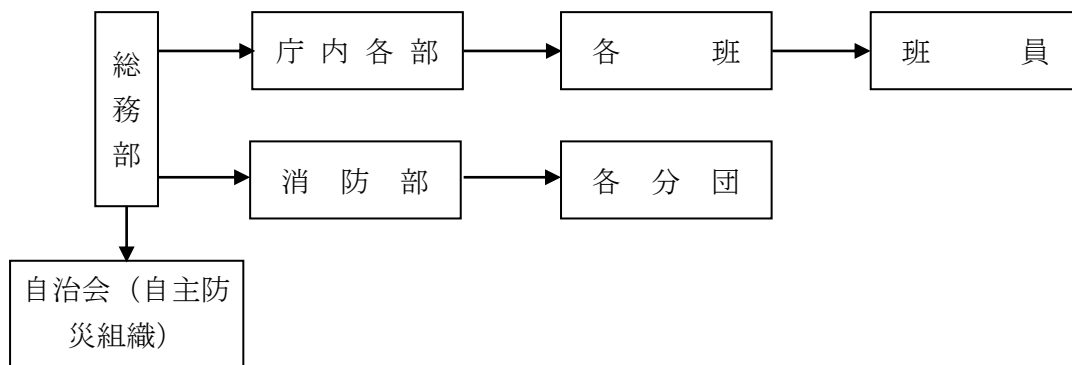 総務部
庁内各部
各班
班員
消防部
各分団
自治会（自主防
災組織）